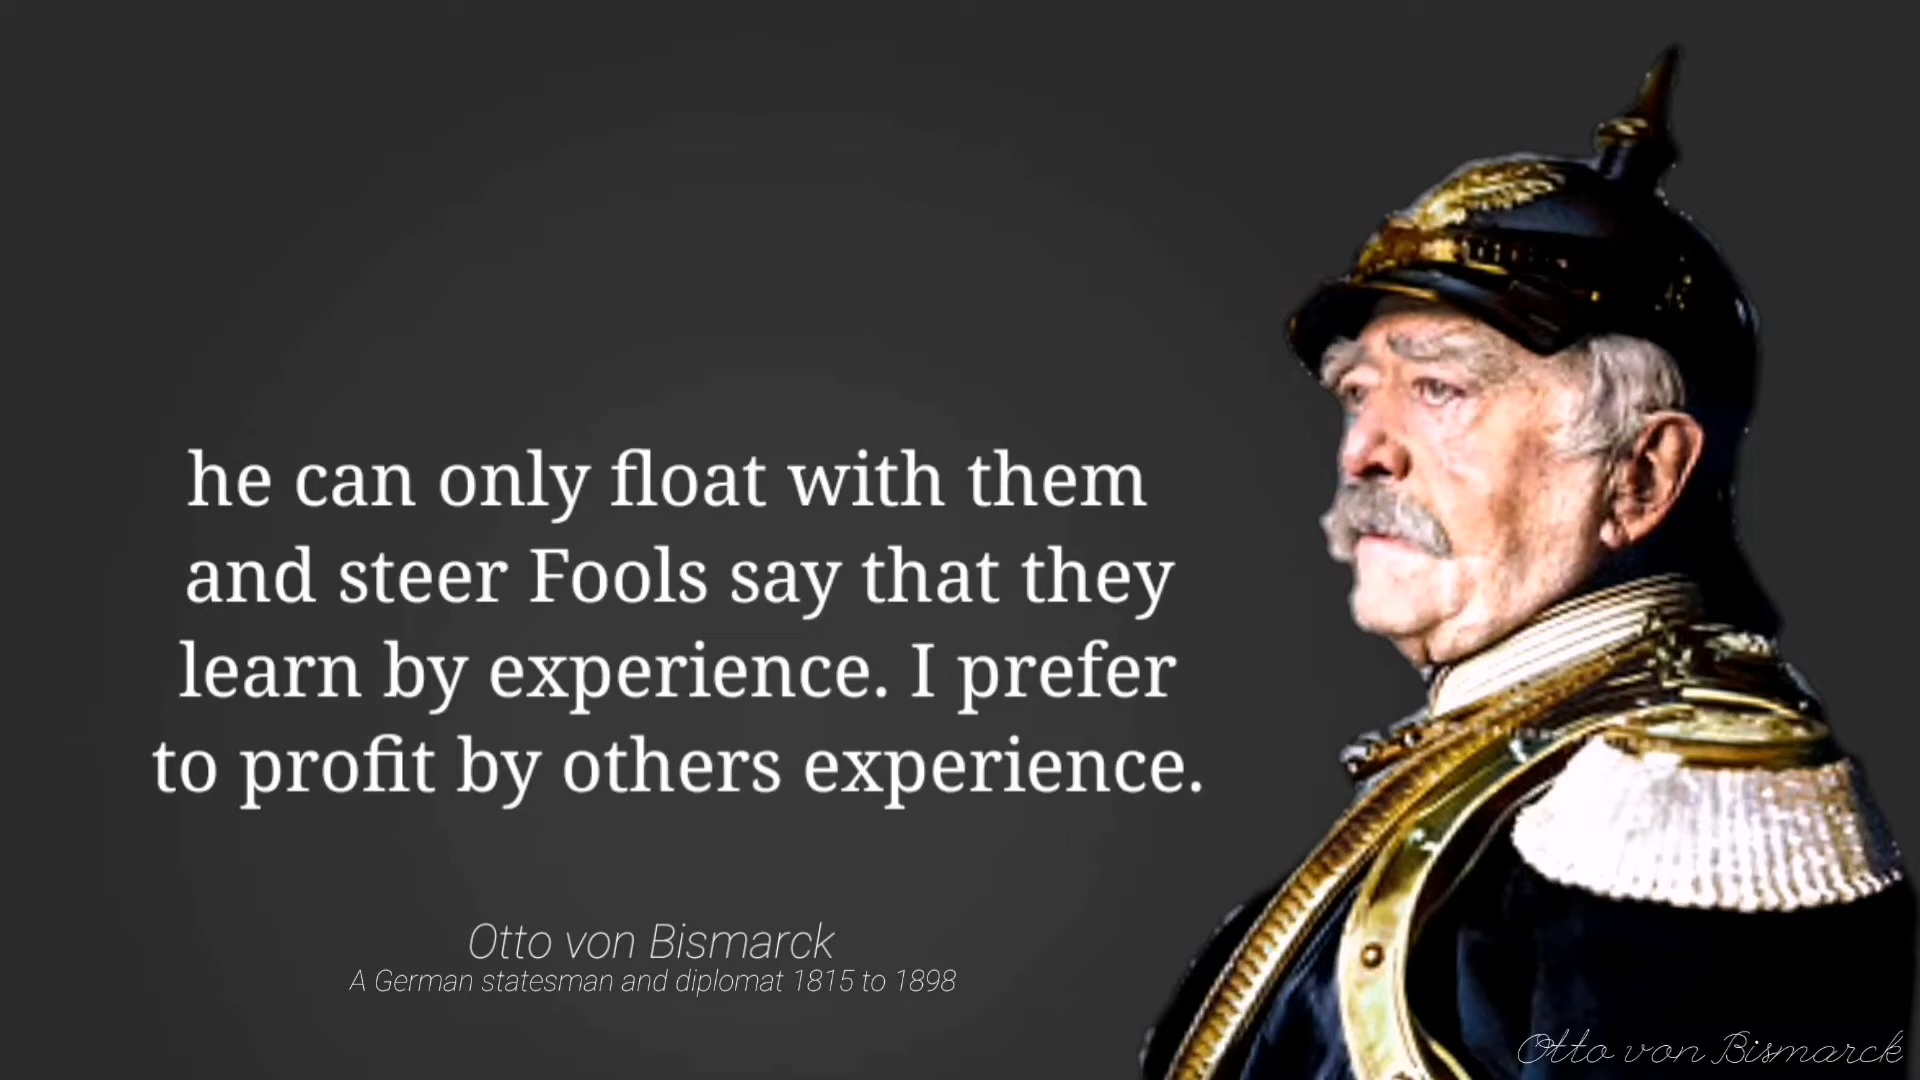 he can only float with them
and steer Fools say that they
learn by experience. I prefer
to profit by others experience.
Otto von Bismarck
A German statesman and diplomat 1815 to 1898
Otto von Bismarck